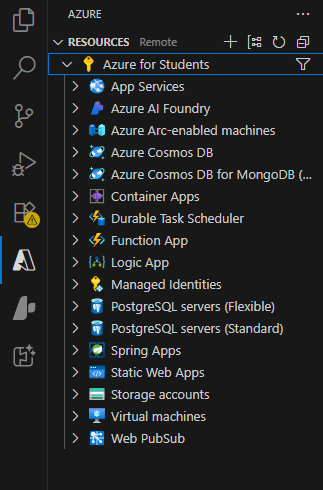 AZURE
RESOURCES Remote
Azure for Students
App Services
Azure AI Foundry
Azure Arc-enabled machines
Azure Cosmos DB
Azure Cosmos DB for MongoDB (...
Container Apps
Durable Task Scheduler
Function App
Logic App
Managed Identities
PostgreSQL servers (Flexible)
PostgreSQL servers (Standard)
Spring Apps
Static Web Apps
Storage accounts
Virtual machines
Web PubSub